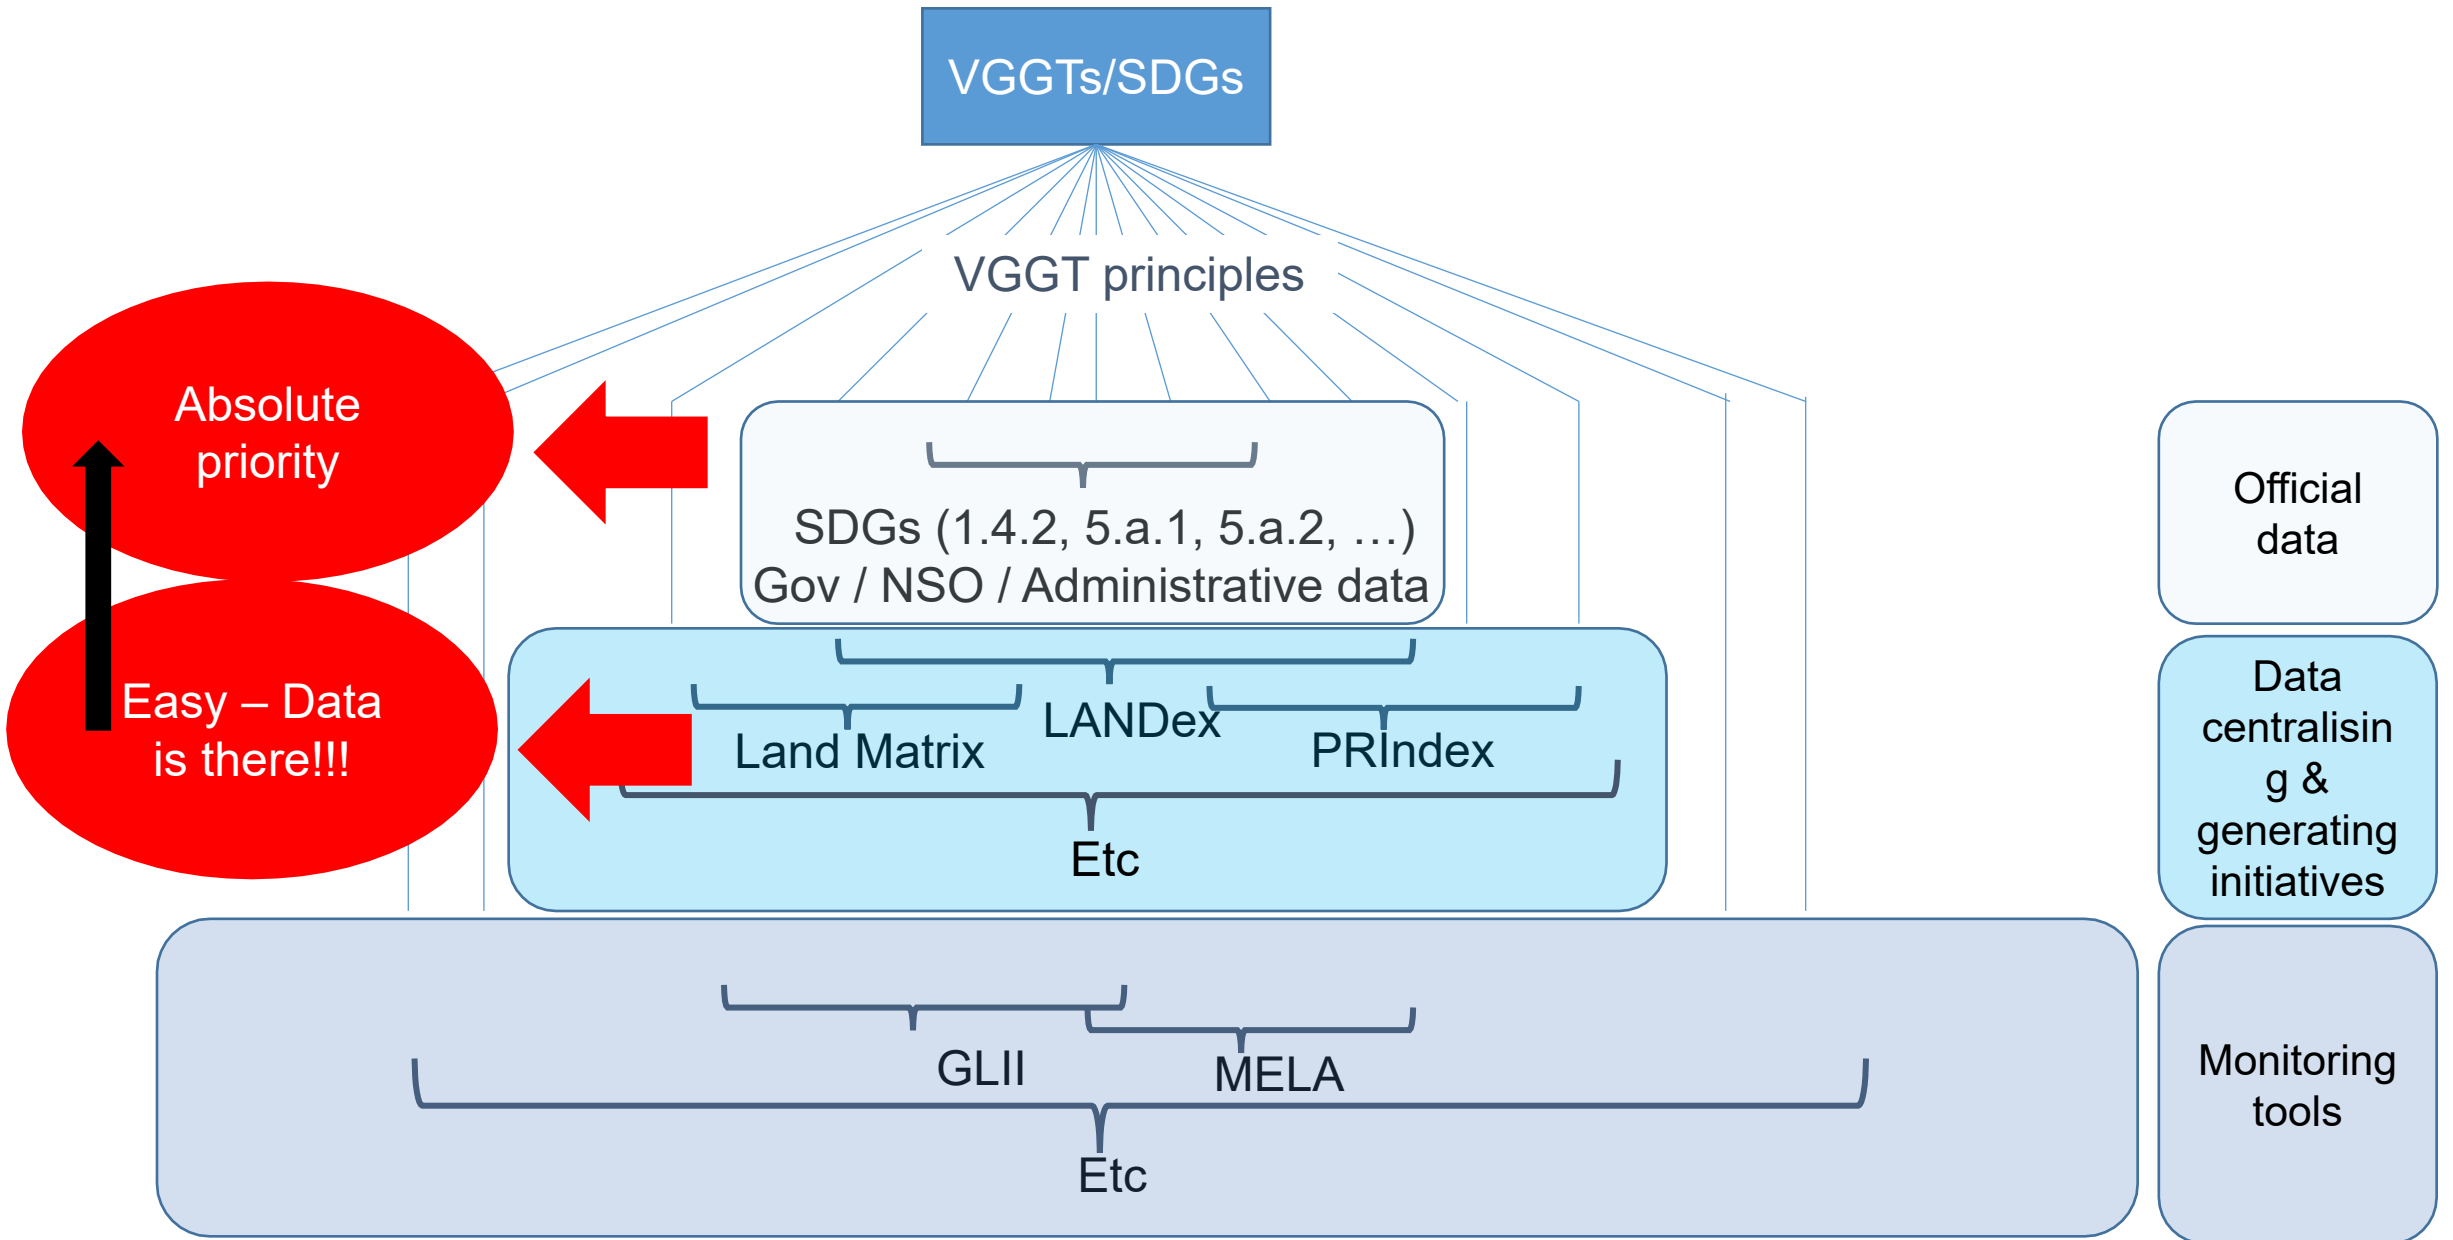 VGGTs/SDGs
VGGT principles
Absolute
priority
SDGs (1.4.2, 5.a.1, 5.a.2, …)
Gov / NSO / Administrative data
Official
data
Easy – Data
is there!!!
LANDex
Land Matrix
PRIndex
Etc
Data
centralisin
g &
generating
initiatives
GLII
MELA
Etc
Monitoring
tools